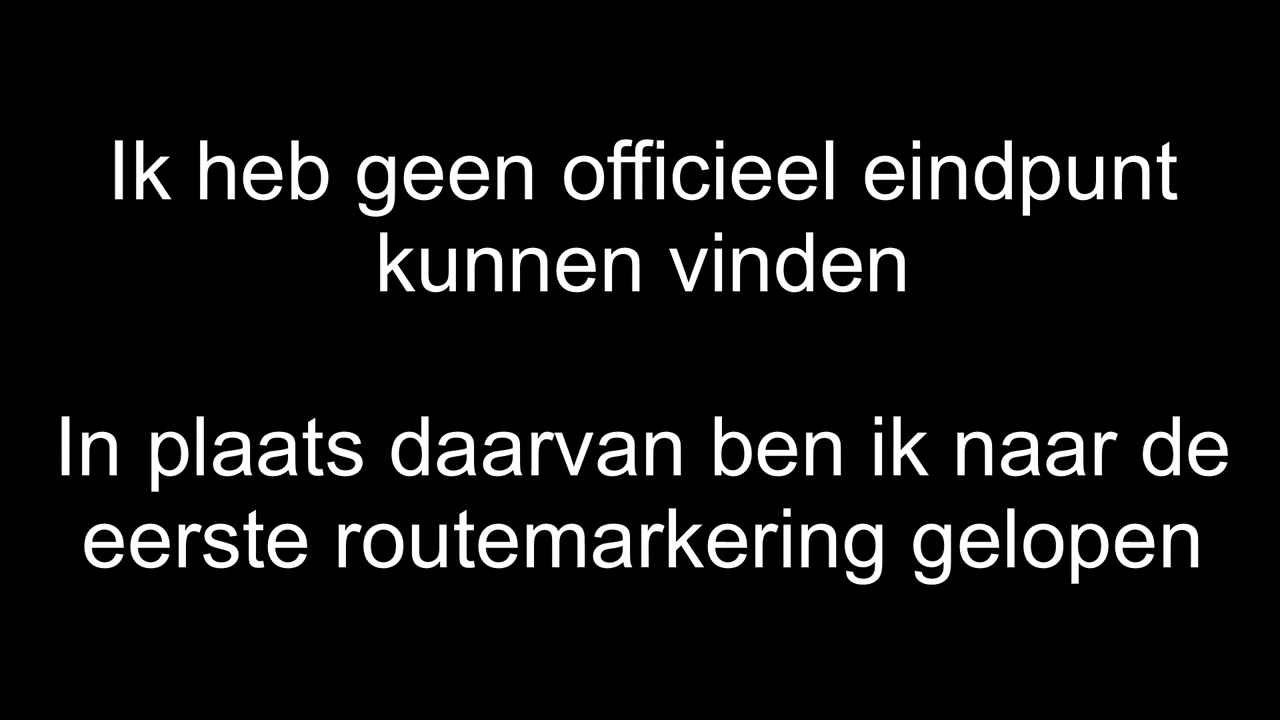 Ik heb geen officieel eindpunt
kunnen vinden
In plaats daarvan ben ik naar de
eerste routemarkering gelopen